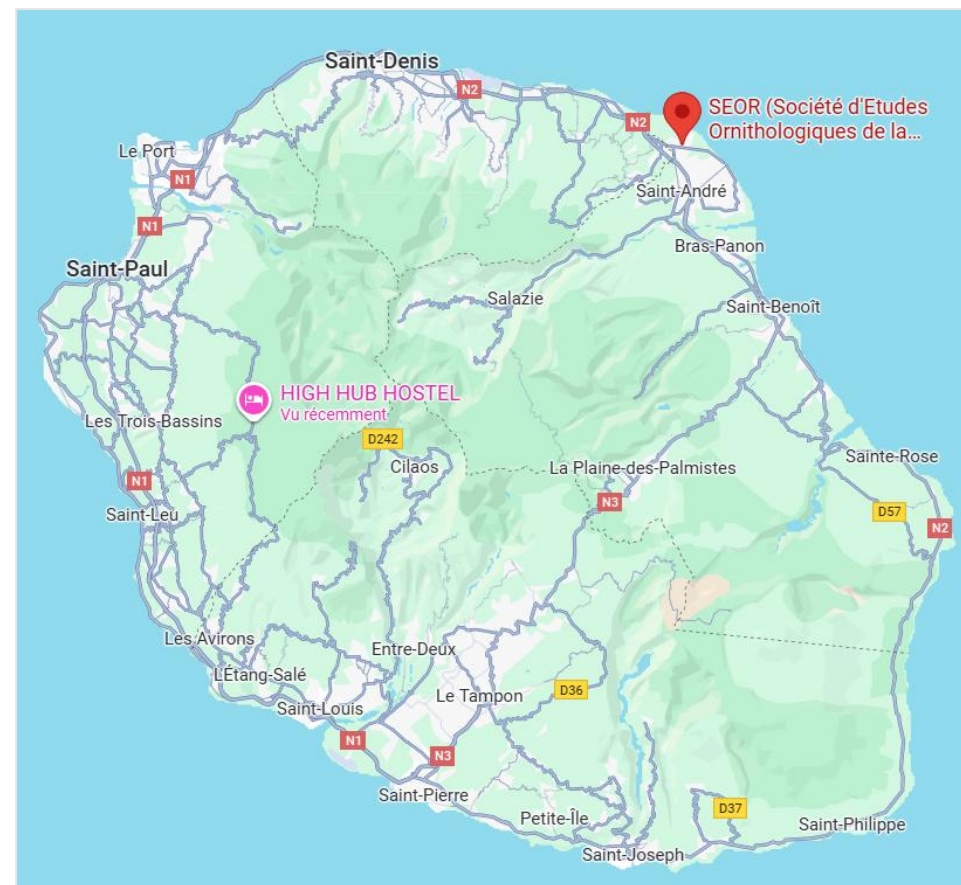 Saint-Denis
N2
SEOR (Société d'Etudes
Ornithologiques de la...
N2
Le Port
N1
Saint-André
N1
Bras-Panon
Saint-Paul
Salazie
Saint-Benoît
HIGH HUB HOSTEL
Vu récemment
Les Trois-Bassins
D242
Cilaos
La Plaine-des-Palmistes
Sainte-Rose
N1
N3
Saint-Leu
D57
N2
Les Avirons
Entre-Deux
L'Étang-Salé
Le Tampon
D36
Saint-Louis
N1
N3
Saint-Pierre
D37
Petite-Île
Saint-Philippe
Saint-Joseph